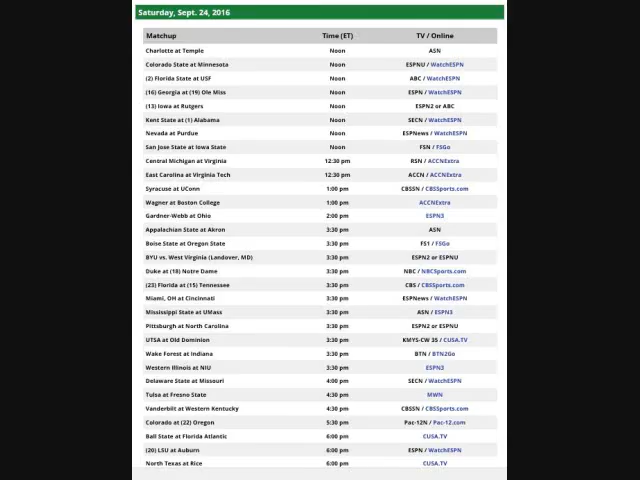 Saturday, Sept. 24, 2016
Matchup Time (ET) TV / Online
Charlotte at Temple Noon ASN
Colorado State at Minnesota Noon ESPNU / WatchESPN
(2) Florida State at USF Noon ABC / WatchESPN
(16) Georgia at (19) Ole Miss Noon ESPN / WatchESPN
(13) Iowa at Rutgers Noon ESPN2 or ABC
Kent State at (1) Alabama Noon SECN / WatchESPN
Nevada at Purdue Noon ESPNews / WatchESPN
San Jose State at Iowa State Noon FSN / FSGo
Central Michigan at Virginia 12:30 pm RSN / ACCNExtra
East Carolina at Virginia Tech 12:30 pm ACCN / ACCNExtra
Syracuse at UConn 1:00 pm CBSSN / CBSSports.com
Wagner at Boston College 1:00 pm ACCNExtra
Gardner-Webb at Ohio 2:00 pm ESPN3
Appalachian State at Akron 3:30 pm ASN
Boise State at Oregon State 3:30 pm FS1 / FSGo
BYU vs. West Virginia (Landover, MD) 3:30 pm ESPN2 or ESPNU
Duke at (18) Notre Dame 3:30 pm NBC / NBCSports.com
(23) Florida at (15) Tennessee 3:30 pm CBS / CBSSports.com
Miami, OH at Cincinnati 3:30 pm ESPNews / WatchESPN
Mississippi State at UMass 3:30 pm ASN / ESPN3
Pittsburgh at North Carolina 3:30 pm ESPN2 or ESPNU
UTSA at Old Dominion 3:30 pm KMYS-CW 35 / CUSA.TV
Wake Forest at Indiana 3:30 pm BTN / BTN2Go
Western Illinois at NIU 3:30 pm ESPN3
Delaware State at Missouri 4:00 pm SECN / WatchESPN
Tulsa at Fresno State 4:30 pm MWN
Vanderbilt at Western Kentucky 4:30 pm CBSSN / CBSSports.com
Colorado at (22) Oregon 5:30 pm Pac-12N / Pac-12.com
Ball State at Florida Atlantic 6:00 pm CUSA.TV
(20) LSU at Auburn 6:00 pm ESPN / WatchESPN
North Texas at Rice 6:00 pm CUSA.TV